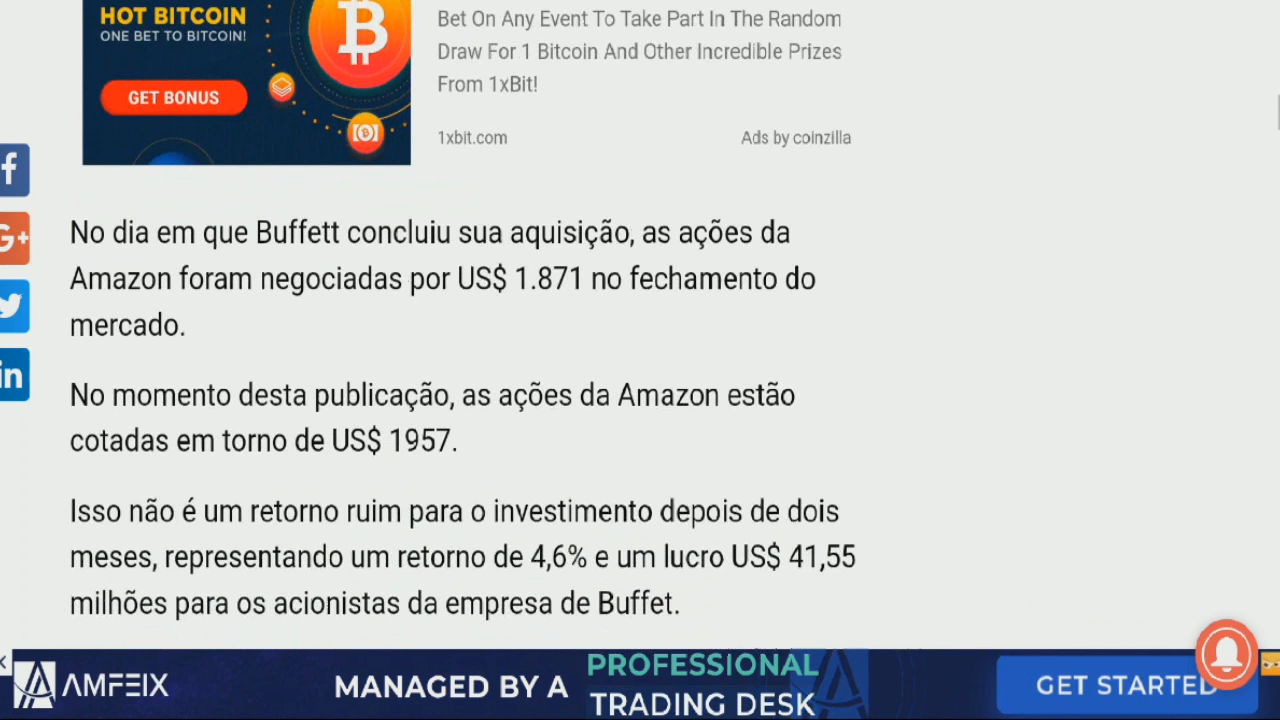 HOT BITCOIN
ONE BET TO BITCOIN!
GET BONUS
Bet On Any Event To Take Part In The Random
Draw For 1 Bitcoin And Other Incredible Prizes
From 1xBit!
1xbit.com
Ads by coinzilla
f
G+
in
No dia em que Buffett concluiu sua aquisição, as ações da
Amazon foram negociadas por US$ 1.871 no fechamento do
mercado.
No momento desta publicação, as ações da Amazon estão
cotadas em torno de US$ 1957.
Isso não é um retorno ruim para o investimento depois de dois
meses, representando um retorno de 4,6% e um lucro US$ 41,55
milhões para os acionistas da empresa de Buffet.
x
AMFEIX
MANAGED BY A
PROFESSIONAL
TRADING DESK
GET STARTED